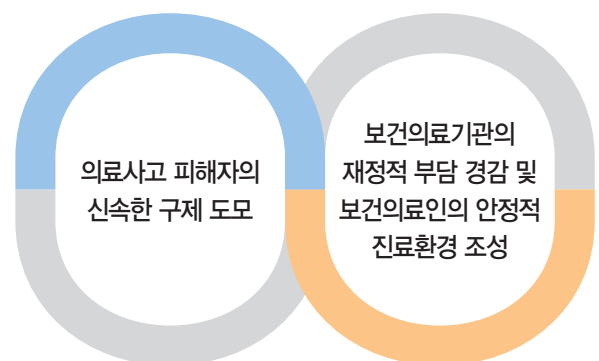 의료사고 피해자의
신속한 구제 도모
보건의료기관의
재정적 부담 경감 및
보건의료인의 안정적
진료환경 조성